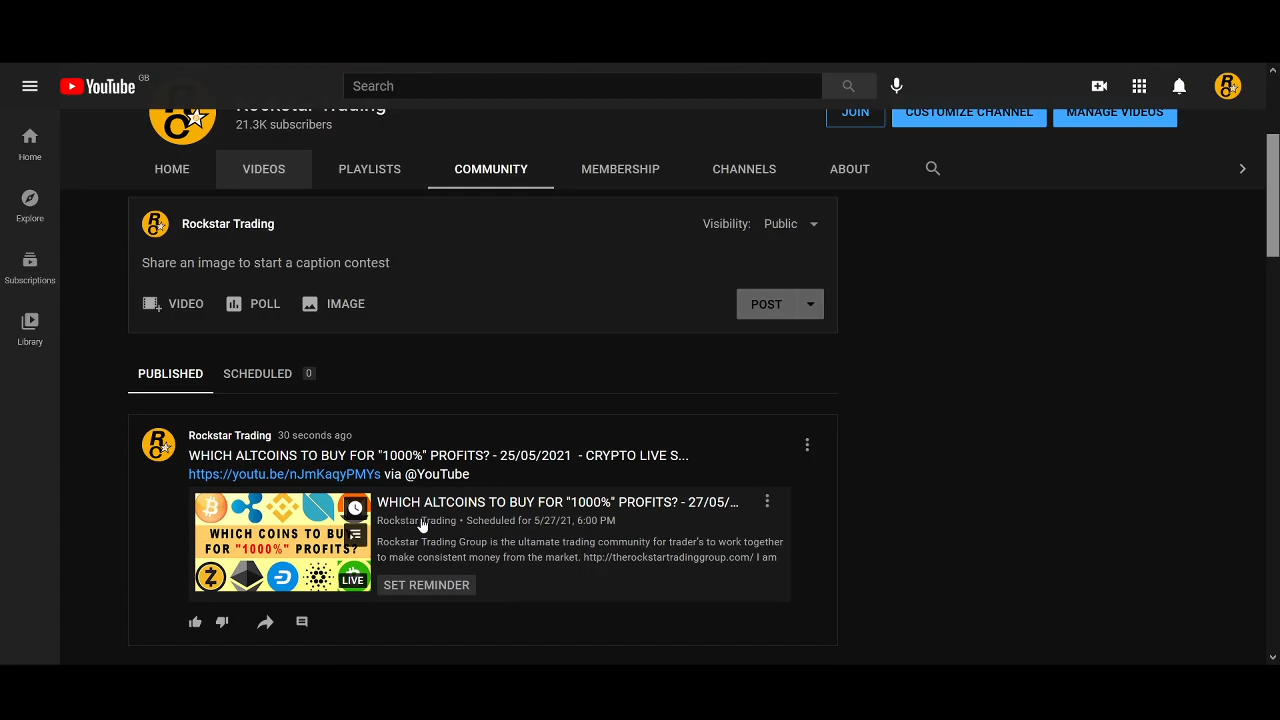 YouTube GB
Search
Rockstar Trading
21.3K subscribers
JOIN
CUSTOMIZE CHANNEL
MANAGE VIDEOS
Home
Explore
Subscriptions
Library
HOME
VIDEOS
PLAYLISTS
COMMUNITY
MEMBERSHIP
CHANNELS
ABOUT
Rockstar Trading
Visibility: Public
Share an image to start a caption contest
VIDEO
POLL
IMAGE
POST
PUBLISHED
SCHEDULED 0
Rockstar Trading 30 seconds ago
WHICH ALTCOINS TO BUY FOR "1000%" PROFITS? - 25/05/2021 - CRYPTO LIVE S...
https://youtu.be/nJmKaqyPMYs via @YouTube
WHICH COINS TO BUY
FOR "1000%" PROFITS?
LIVE
WHICH ALTCOINS TO BUY FOR "1000%" PROFITS? - 27/05/...
Rockstar Trading • Scheduled for 5/27/21, 6:00 PM
Rockstar Trading Group is the ultamate trading community for trader's to work together
to make consistent money from the market. http://therockstartradinggroup.com/ I am
SET REMINDER